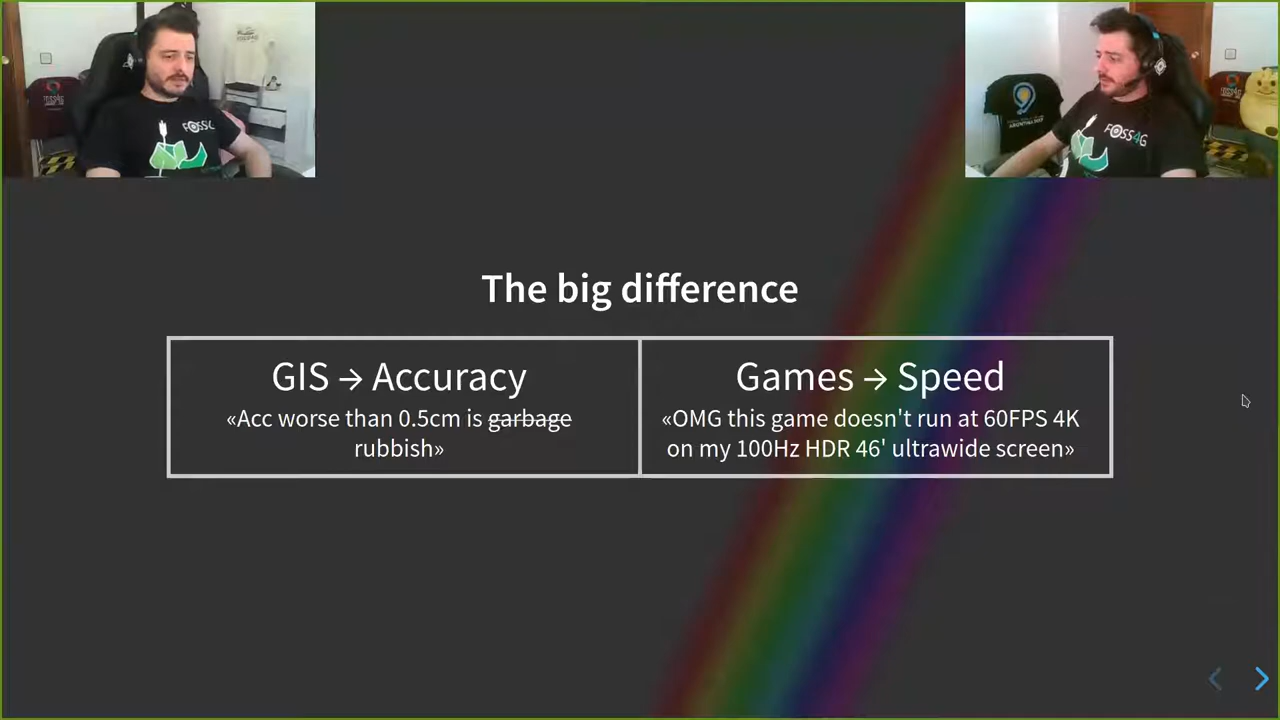 FOSS4G
The big difference
GIS → Accuracy
«Acc worse than 0.5cm is garbage
rubbish»
Games → Speed
«OMG this game doesn't run at 60FPS 4K
on my 100Hz HDR 46' ultrawide screen»